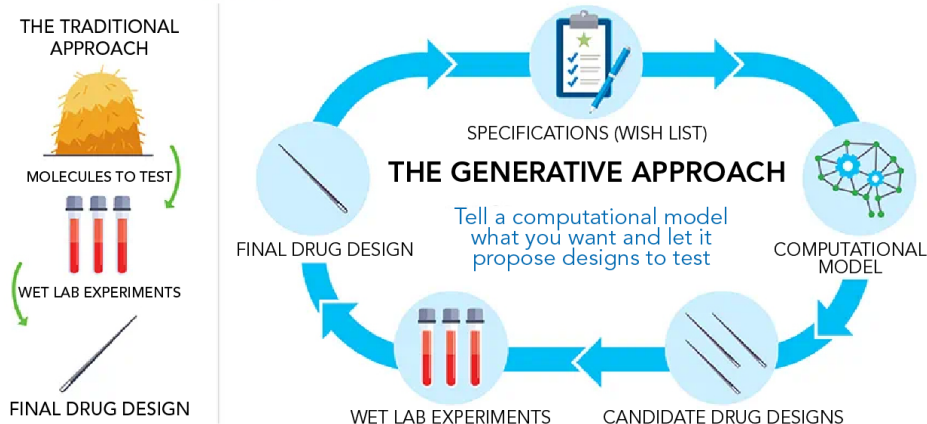 THE TRADITIONAL
APPROACH
MOLECULES TO TEST
WET LAB EXPERIMENTS
FINAL DRUG DESIGN
SPECIFICATIONS (WISH LIST)
THE GENERATIVE APPROACH
Tell a computational model
what you want and let it
propose designs to test
FINAL DRUG DESIGN
COMPUTATIONAL
MODEL
WET LAB EXPERIMENTS
CANDIDATE DRUG DESIGNS